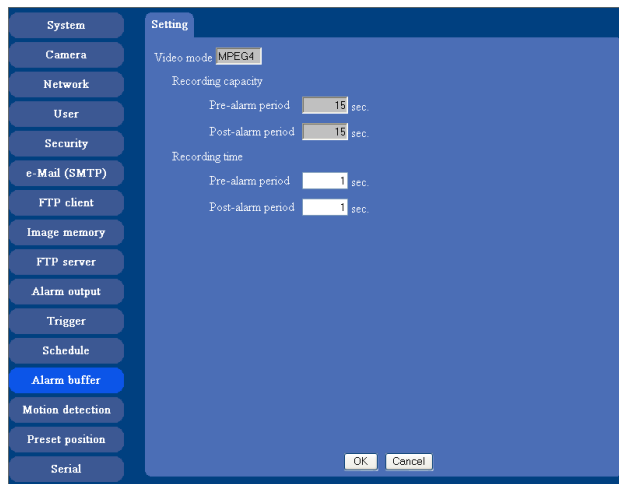 System
Camera
Network
User
Security
e-Mail (SMTP)
FTP client
Image memory
FTP server
Alarm output
Trigger
Schedule
Alarm buffer
Motion detection
Preset position
Serial
Setting
Video mode MPEG4
Recording capacity
Pre-alarm period 15 sec.
Post-alarm period 15 sec.
Recording time
Pre-alarm period 1 sec.
Post-alarm period 1 sec.
OK Cancel